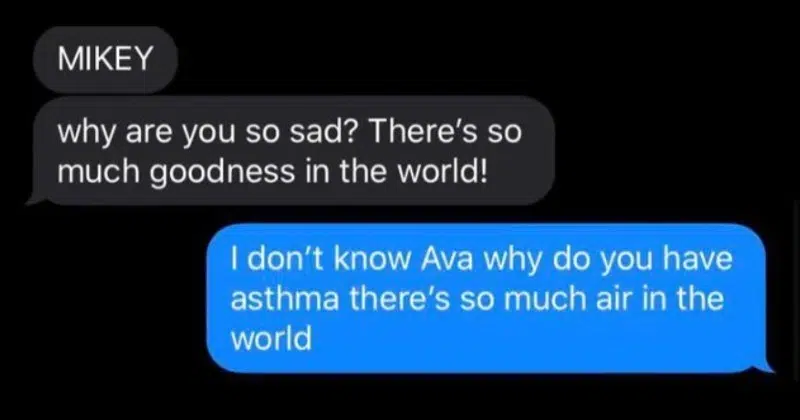 MIKEY
why are you so sad? There's so
much goodness in the world!
I don't know Ava why do you have
asthma there's so much air in the
world